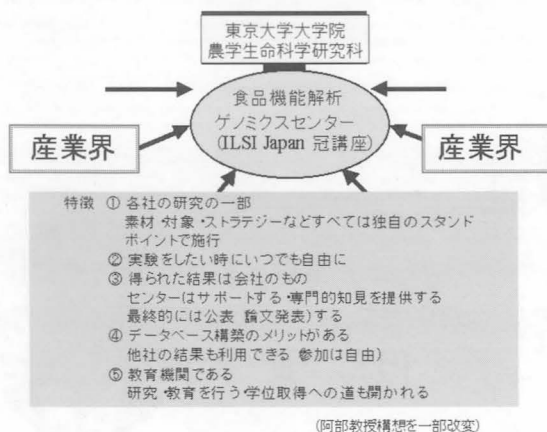 東京大学大学院
農学生命科学研究科
食品機能解析
ゲノミクスセンター
(ILSI Japan 冠講座)
産業界
産業界
特徴 ① 各社の研究の一部
素材・対象・ストラテジーなどすべては独自のスタンド
ポイントで施行
② 実験をしたい時にいつでも自由に
③ 得られた結果は会社のもの
センターはサポートする・専門的知見を提供する
最終的には公表 論文発表)する
④ データベース構築のメリットがある
他社の結果も利用できる 参加は自由)
⑤ 教育機関である
研究・教育を行う・学位取得への道も開かれる
(阿部教授構想を一部改変)